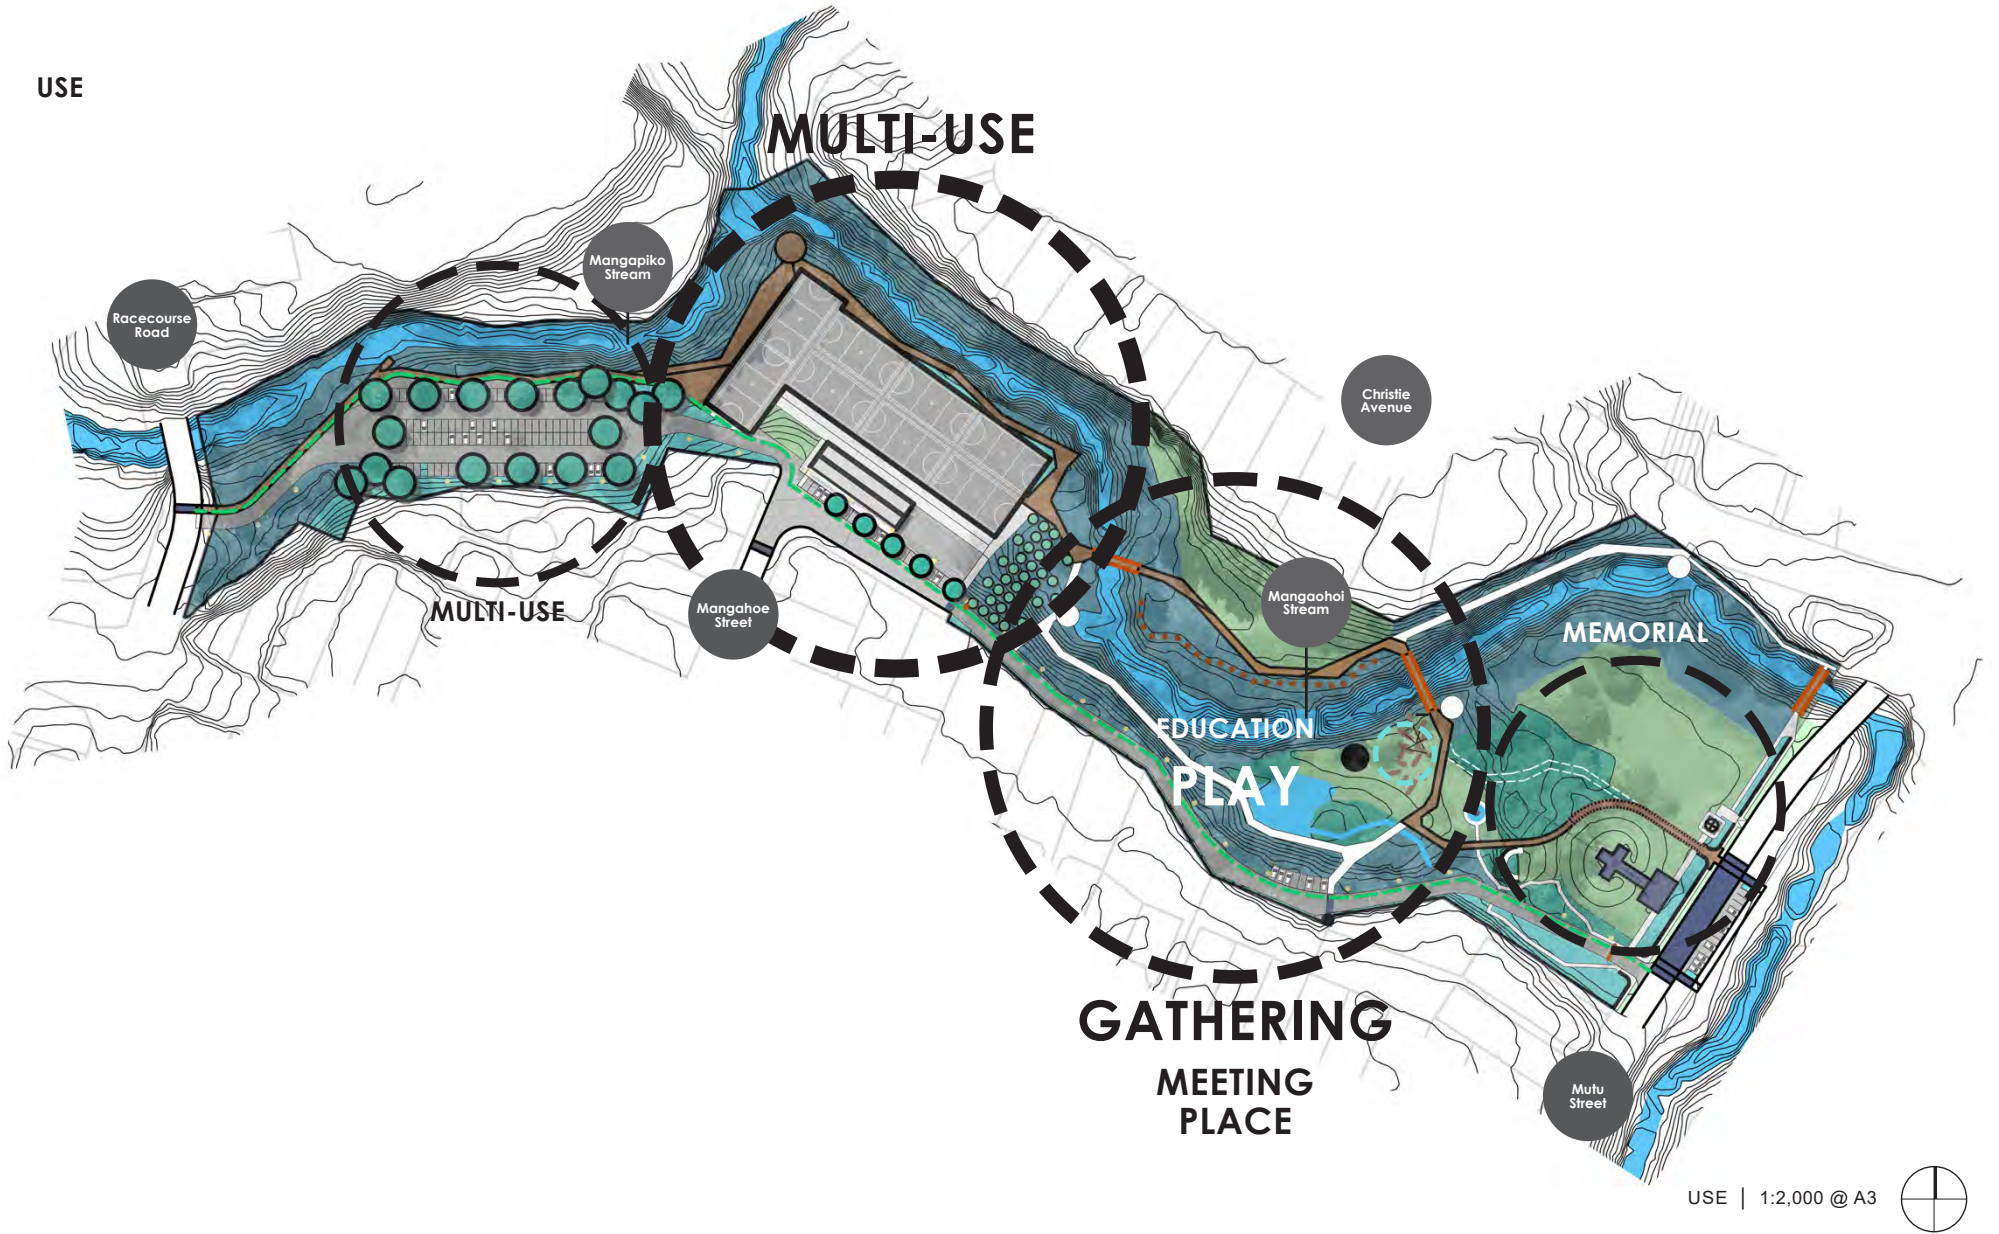 USE
MULTI-USE
Mangapiko
Stream
Racecourse
Road
Christie
Avenue
MULTI-USE
Mangahoe
Street
Mangaohoi
Stream
MEMORIAL
EDUCATION
PLAY
GATHERING
MEETING
PLACE
Mutu
Street
USE | 1:2,000 @ A3